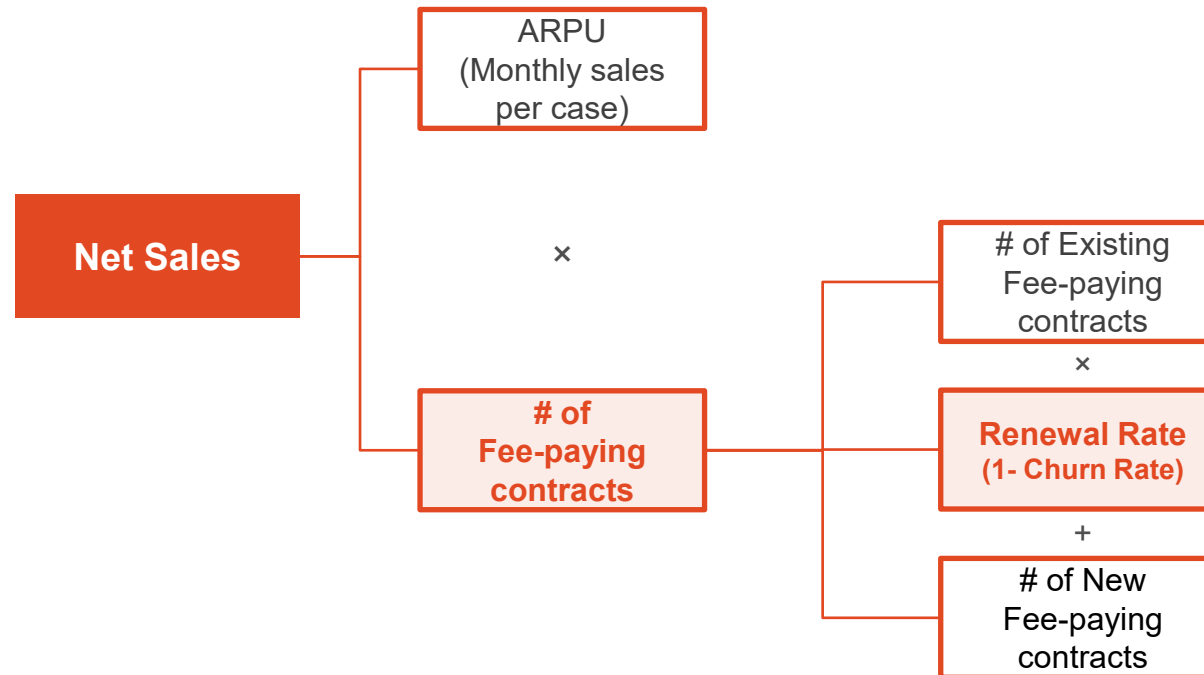 ARPU
(Monthly sales
per case)
Net Sales
×
# of
Fee-paying
contracts
# of Existing
Fee-paying
contracts
×
Renewal Rate
(1- Churn Rate)
+
# of New
Fee-paying
contracts